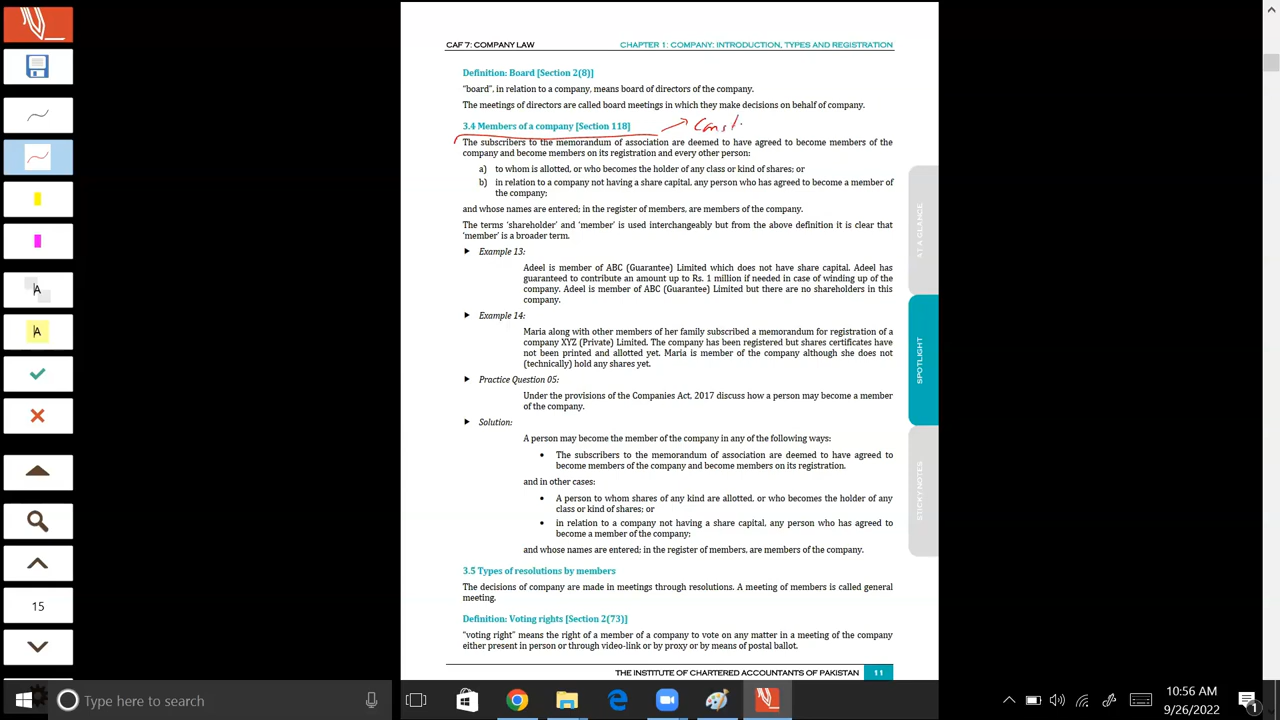 CAF 7: COMPANY LAW
CHAPTER 1: COMPANY: INTRODUCTION, TYPES AND REGISTRATION
Definition: Board [Section 2(8)]
"board", in relation to a company, means board of directors of the company.
The meetings of directors are called board meetings in which they make decisions on behalf of company.
3.4 Members of a company [Section 118]
Const.
The subscribers to the memorandum of association are deemed to have agreed to become members of the
company and become members on its registration and every other person:
a) to whom is allotted, or who becomes the holder of any class or kind of shares; or
b) in relation to a company not having a share capital, any person who has agreed to become a member of
the company;
and whose names are entered; in the register of members, are members of the company.
The terms 'shareholder' and 'member' is used interchangeably but from the above definition it is clear that
'member' is a broader term.
Example 13:
Adeel is member of ABC (Guarantee) Limited which does not have share capital. Adeel has
guaranteed to contribute an amount up to Rs. 1 million if needed in case of winding up of the
company. Adeel is member of ABC (Guarantee) Limited but there are no shareholders in this
company.
Example 14:
Maria along with other members of her family subscribed a memorandum for registration of a
company XYZ (Private) Limited. The company has been registered but shares certificates have
not been printed and allotted yet. Maria is member of the company although she does not
(technically) hold any shares yet.
Practice Question 05:
Under the provisions of the Companies Act, 2017 discuss how a person may become a member
of the company.
Solution:
A person may become the member of the company in any of the following ways:
• The subscribers to the memorandum of association are deemed to have agreed to
become members of the company and become members on its registration.
and in other cases:
• A person to whom shares of any kind are allotted, or who becomes the holder of any
class or kind of shares; or
• in relation to a company not having a share capital, any person who has agreed to
become a member of the company;
and whose names are entered; in the register of members, are members of the company.
3.5 Types of resolutions by members
The decisions of company are made in meetings through resolutions. A meeting of members is called general
meeting.
Definition: Voting rights [Section 2(73)]
"voting right" means the right of a member of a company to vote on any matter in a meeting of the company
either present in person or through video-link or by proxy or by means of postal ballot.
THE INSTITUTE OF CHARTERED ACCOUNTANTS OF PAKISTAN 11
AT A GLANCE
SPOTLIGHT
STICKY NOTES
A
A
15
Type here to search
10:56 AM
9/26/2022
1